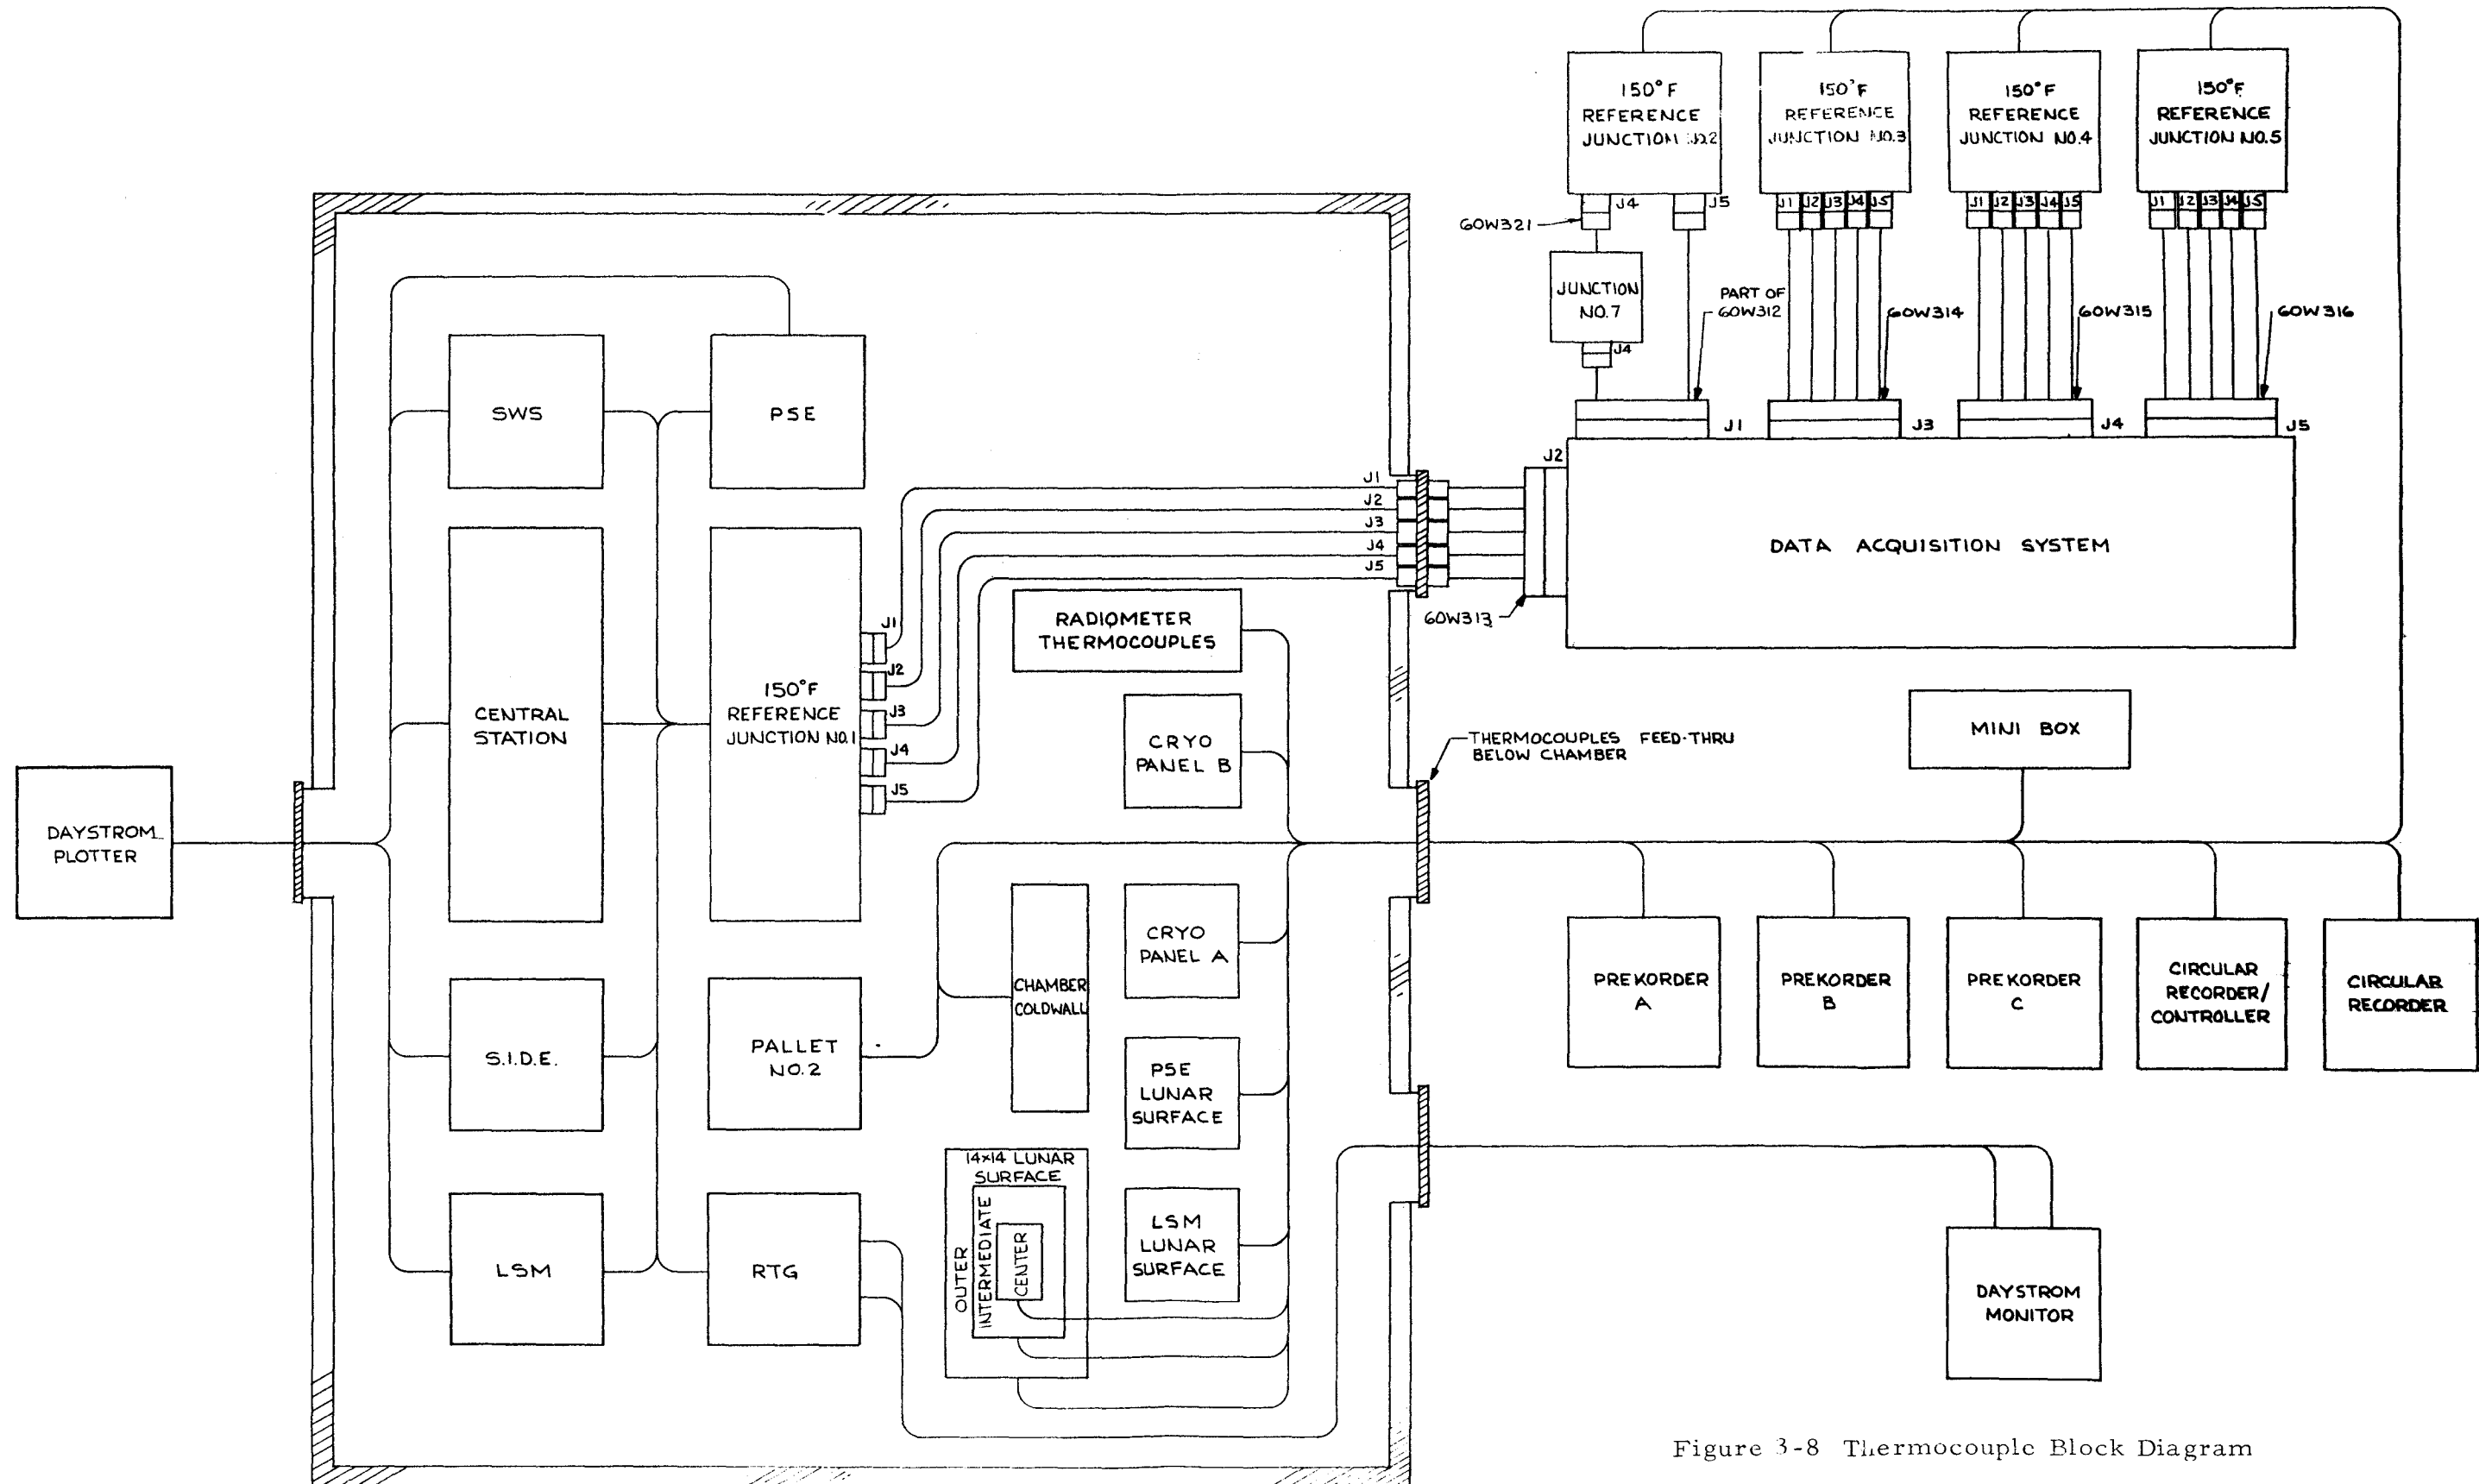 150°F
REFERENCE
JUNCTION NO.2
150°F
REFERENCE
JUNCTION NO.3
150°F
REFERENCE
JUNCTION NO.4
150°F
REFERENCE
JUNCTION NO.5
J4
J5
J1 J2 J3 J4 J5
J1 J2 J3 J4 J5
J1 J2 J3 J4 J5
60W321
JUNCTION
NO.7
J4
PART OF
60W312
60W314
60W315
60W316
J1
J3
J4
J5
J2
DATA ACQUISITION SYSTEM
60W313
J1
J2
J3
J4
J5
SWS
PSE
CENTRAL
STATION
150°F
REFERENCE
JUNCTION NO.1
J1
J2
J3
J4
J5
RADIOMETER
THERMOCOUPLES
CRYO
PANEL B
THERMOCOUPLES FEED-THRU
BELOW CHAMBER
MINI BOX
DAYSTROM
PLOTTER
S.I.D.E.
PALLET
NO.2
CHAMBER
COLDWALL
CRYO
PANEL A
PSE
LUNAR
SURFACE
PREKORDER
A
PREKORDER
B
PREKORDER
C
CIRCULAR
RECORDER/
CONTROLLER
CIRCULAR
RECORDER
LSM
RTG
14x14 LUNAR
SURFACE
OUTER
INTERMEDIATE
CENTER
LSM
LUNAR
SURFACE
DAYSTROM
MONITOR
Figure 3-8 Thermocouple Block Diagram